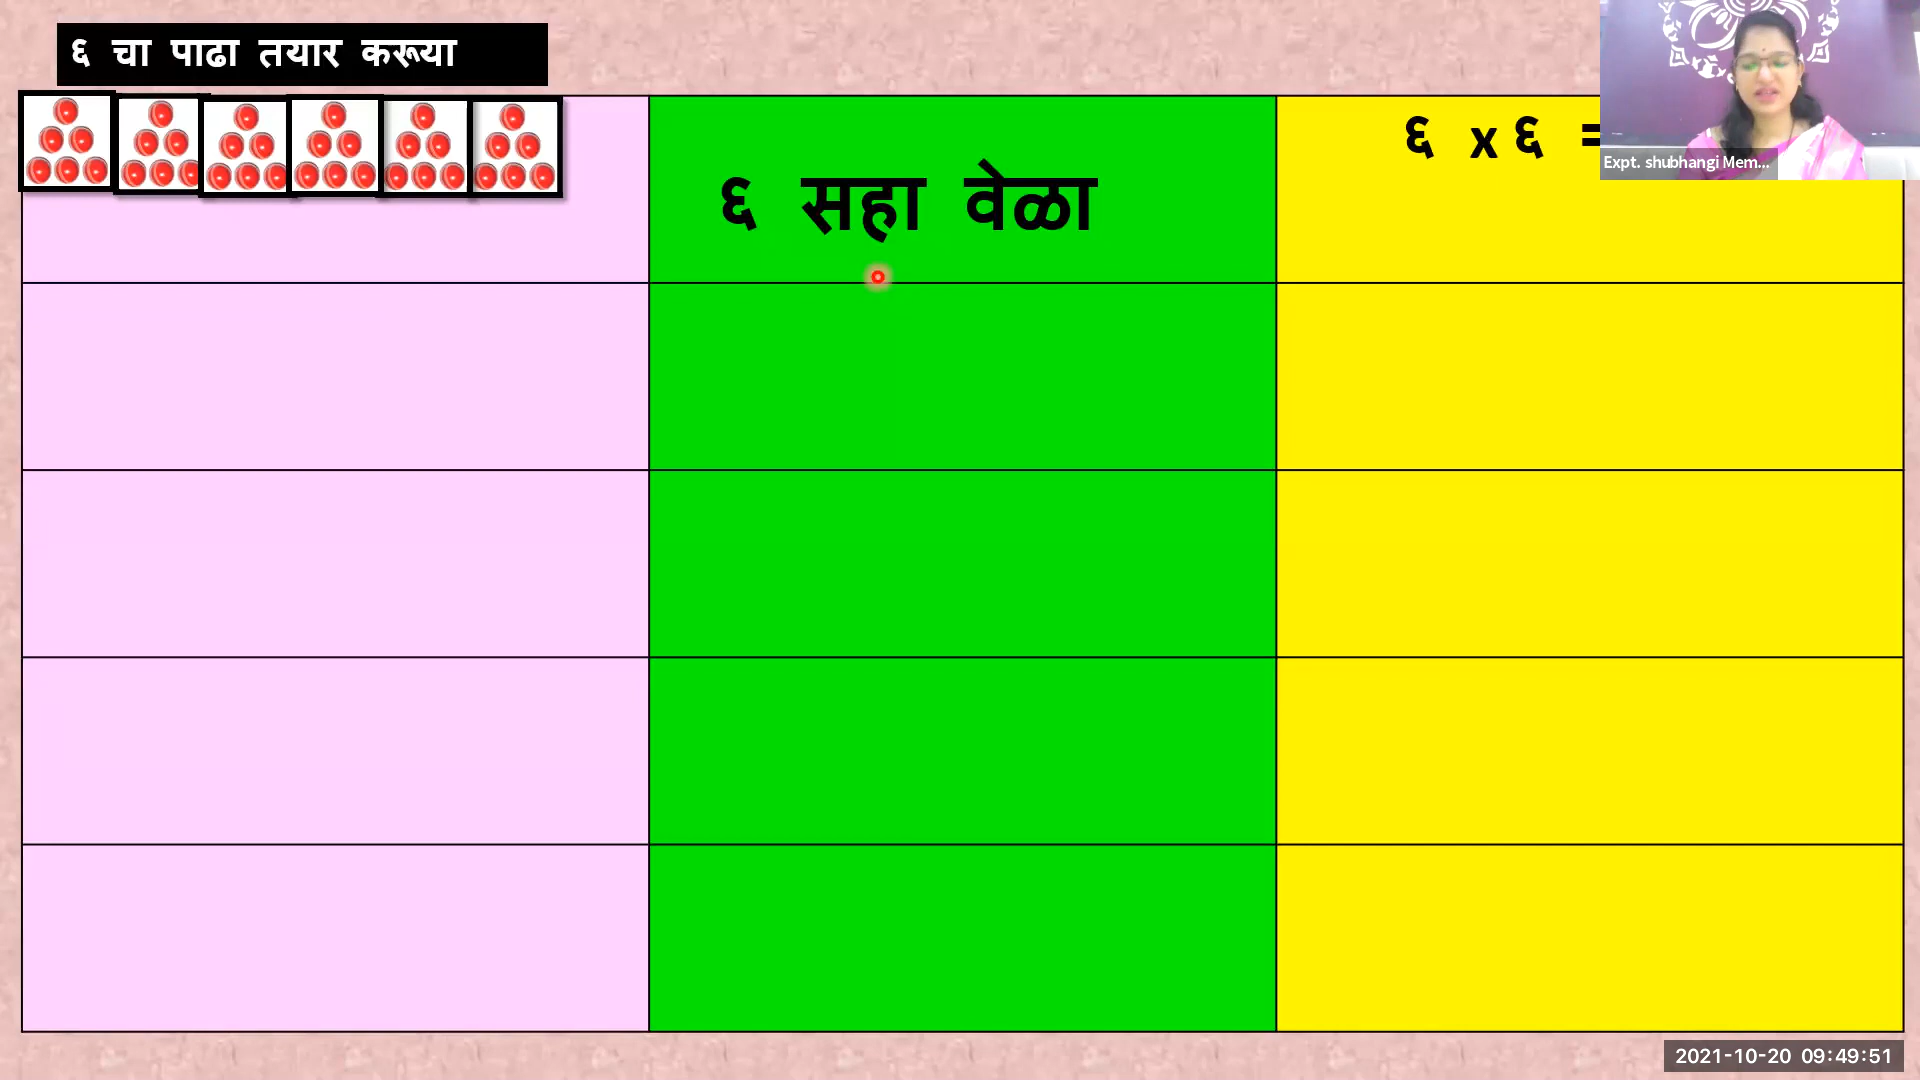 ६ चा पाढा तयार करूया
६ सहा वेळा
६ x ६ =
Expt. shubhangi Mem...
2021-10-20 09:49:51